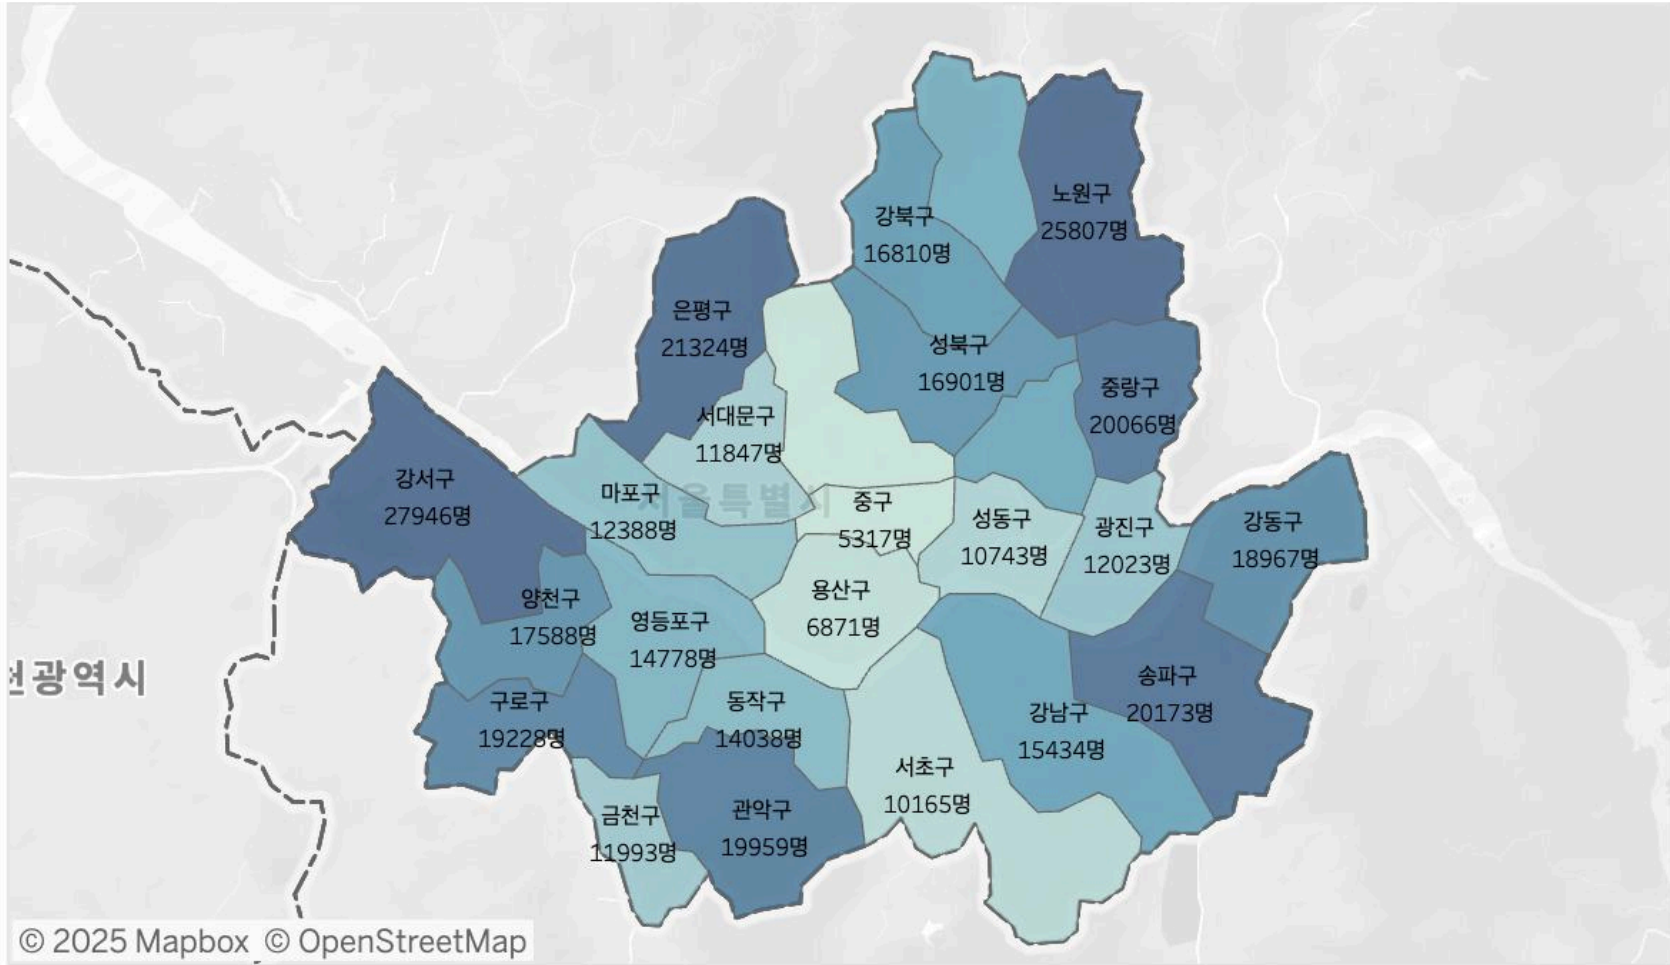 노원구
25807명
강북구
16810명
은평구
21324명
성북구
16901명
중랑구
20066명
서대문구
11847명
강서구
27946명
마포구
12388명
서울특별시
중구
5317명
성동구
10743명
광진구
12023명
강동구
18967명
양천구
17588명
영등포구
14778명
용산구
6871명
천광역시
구로구
19228명
동작구
14038명
강남구
15434명
송파구
20173명
서초구
10165명
금천구
11993명
관악구
19959명
© 2025 Mapbox © OpenStreetMap